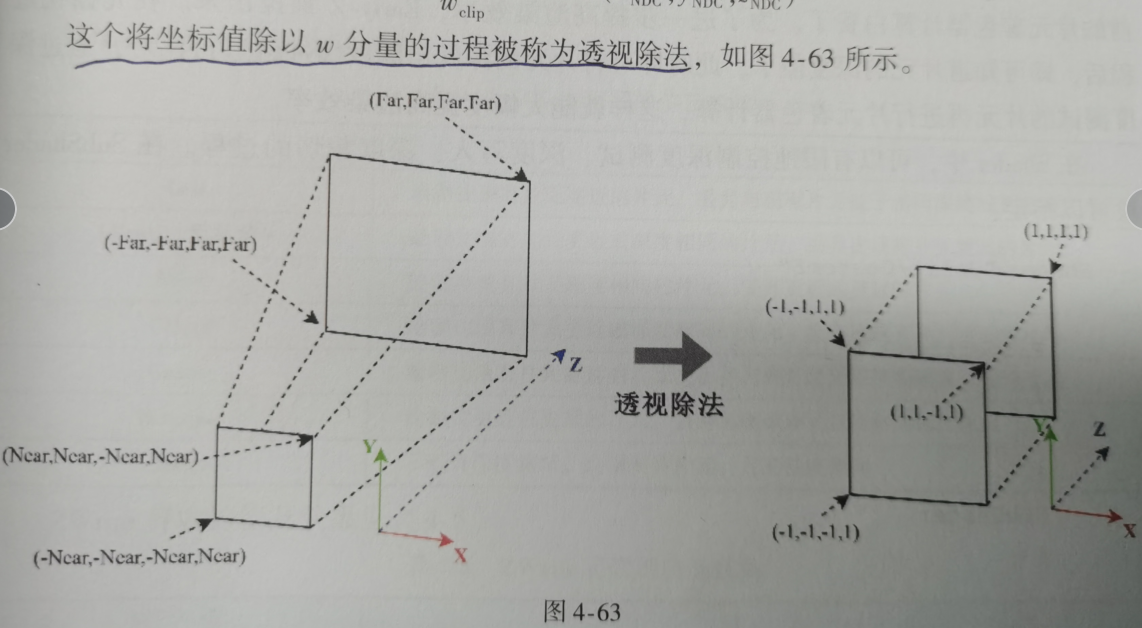 w_clip
这个将坐标值除以 w 分量的过程被称为透视除法，如图 4-63 所示。
(Far,Far,Far,Far)
(-Far,-Far,Far,Far)
(1,1,1,1)
(-1,-1,1,1)
Z
透视除法
(1,1,-1,1)
(Near,Near,-Near,Near)
Y
Y
Z
(-Near,-Near,-Near,Near)
X
(-1,-1,-1,1)
X
图 4-63